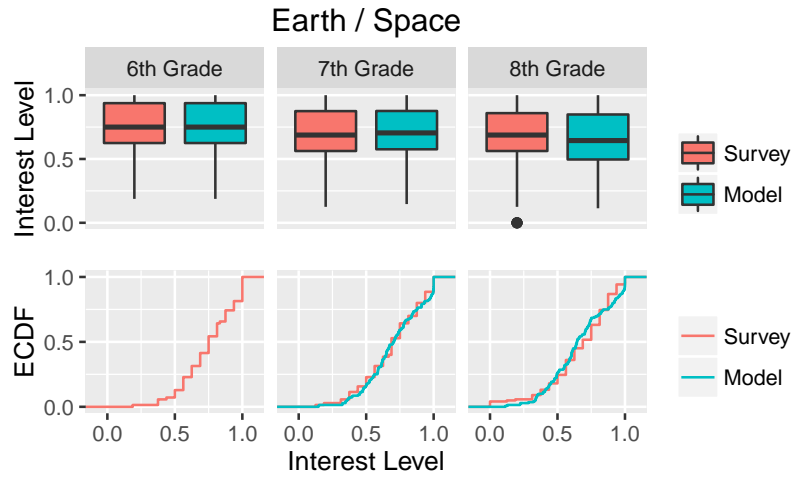 Earth / Space
6th Grade
7th Grade
8th Grade
Interest Level
1.0
0.5
0.0
Survey
Model
ECDF
1.0
0.5
0.0
Survey
Model
0.0 0.5 1.0
0.0 0.5 1.0
0.0 0.5 1.0
Interest Level